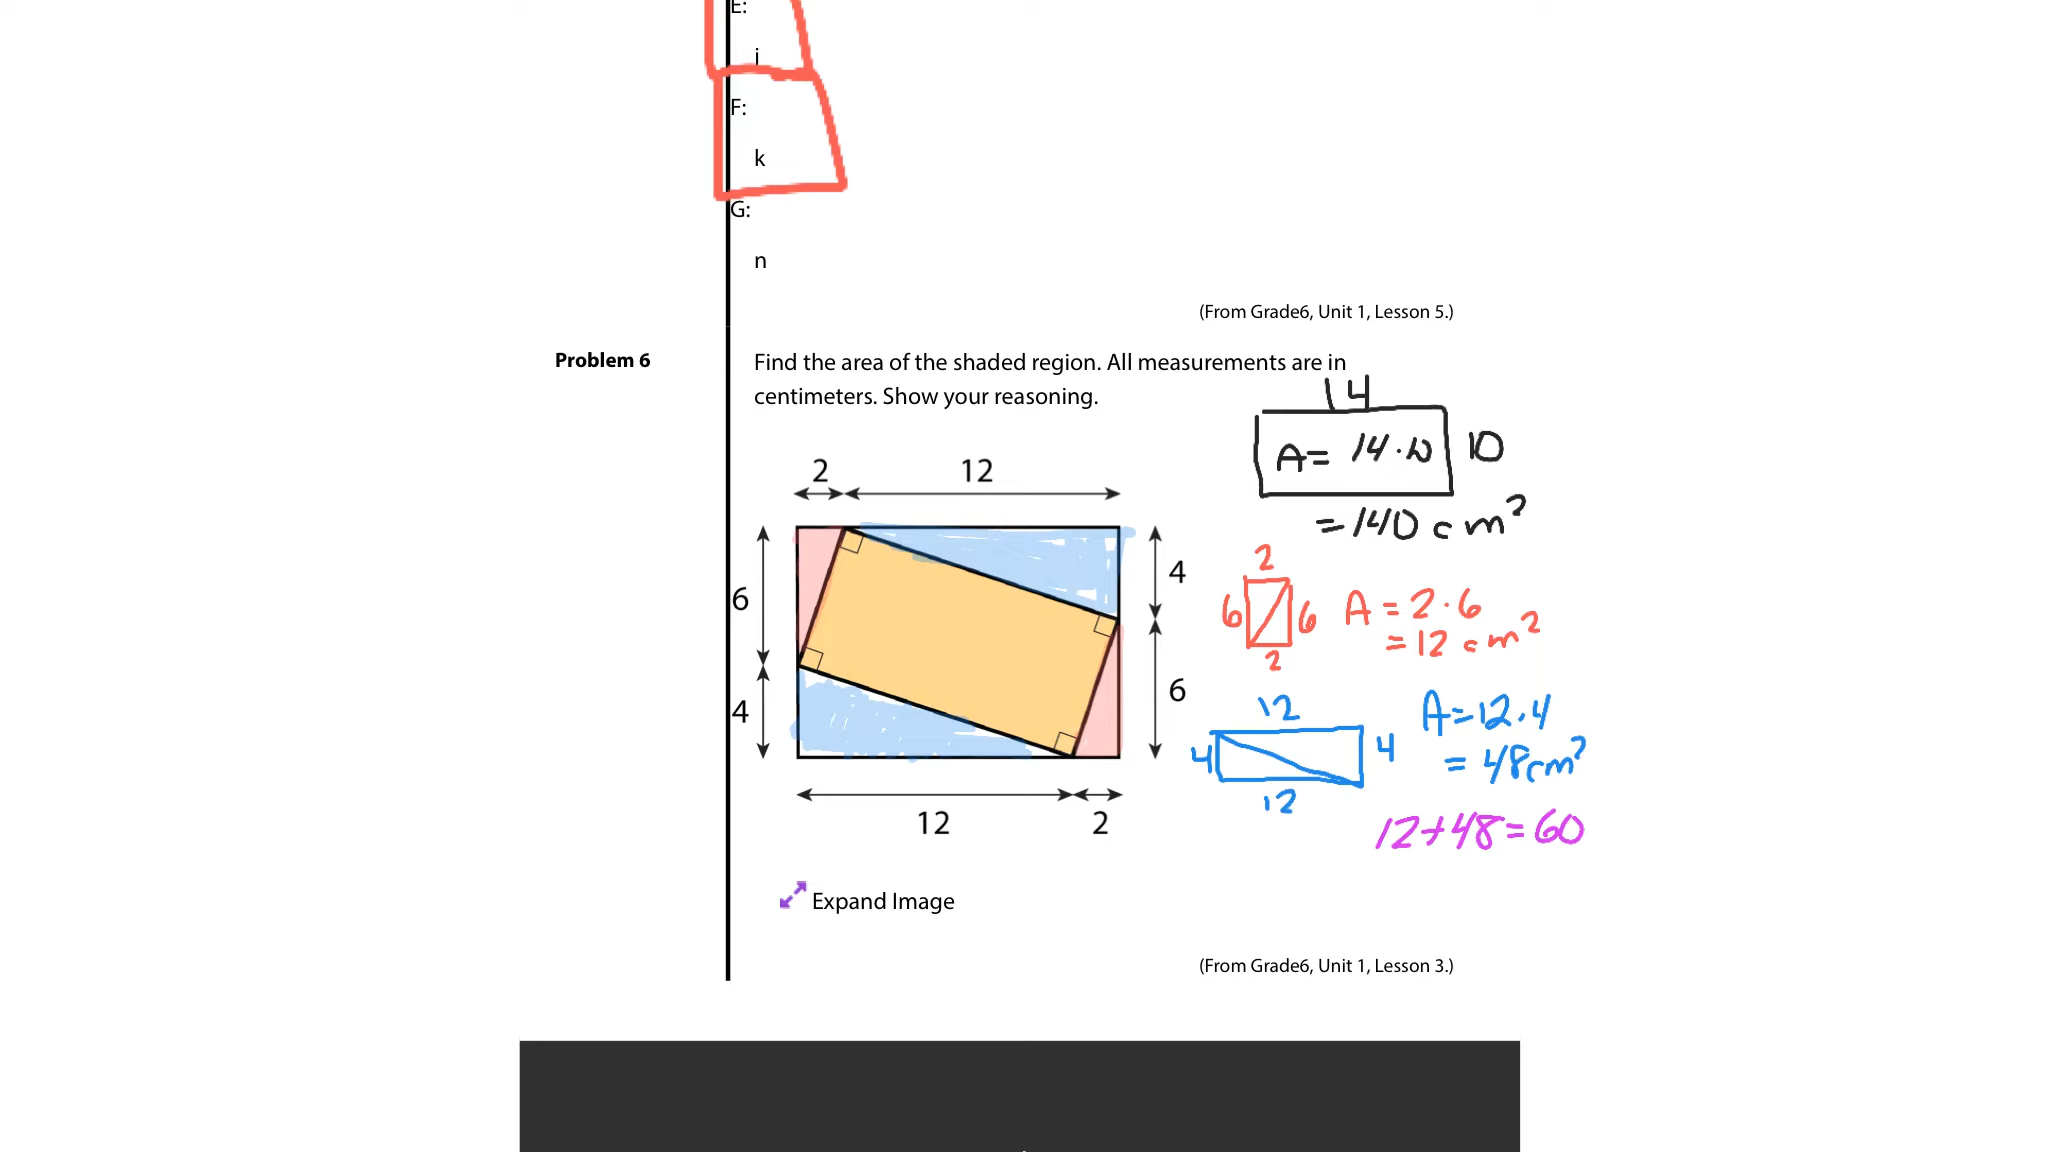 E:
i
F:
k
G:
n
(From Grade6, Unit 1, Lesson 5.)
Problem 6
Find the area of the shaded region. All measurements are in
centimeters. Show your reasoning.
14
A= 14·10
10
=140 cm²
2 12
6
4
4
6
12 2
2
6 6
2
A = 2·6
= 12 cm²
12
4 4
12
A=12.4
= 48cm²
12+48=60
Expand Image
(From Grade6, Unit 1, Lesson 3.)